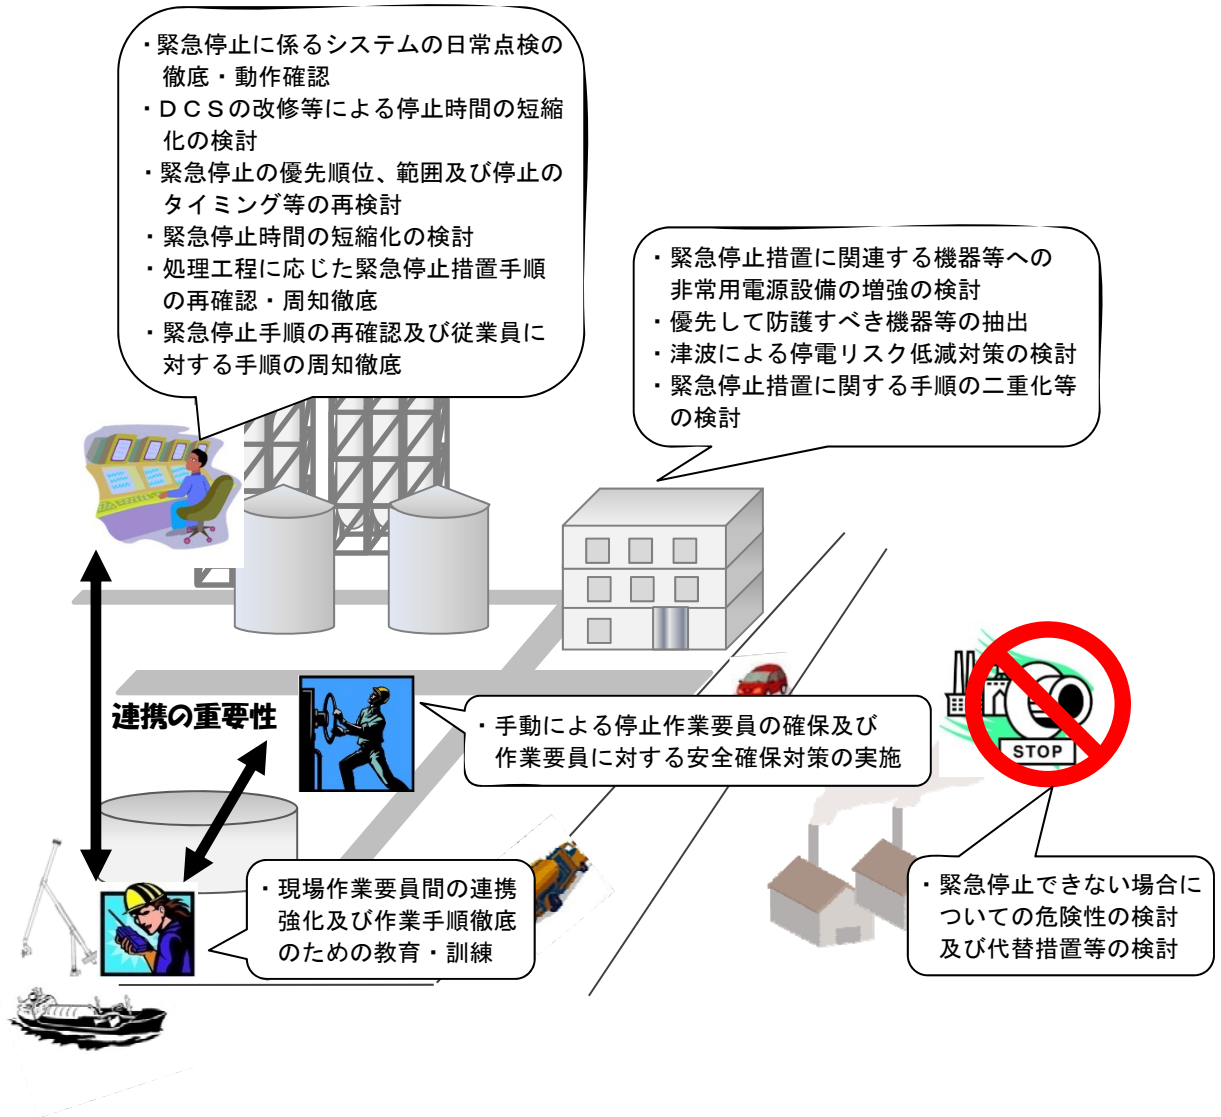 ・緊急停止に係るシステムの日常点検の
徹底・動作確認
・ＤＣＳの改修等による停止時間の短縮
化の検討
・緊急停止の優先順位、範囲及び停止の
タイミング等の再検討
・緊急停止時間の短縮化の検討
・処理工程に応じた緊急停止措置手順
の再確認・周知徹底
・緊急停止手順の再確認及び従業員に
対する手順の周知徹底
・緊急停止措置に関連する機器等への
非常用電源設備の増強の検討
・優先して防護すべき機器等の抽出
・津波による停電リスク低減対策の検討
・緊急停止措置に関する手順の二重化等
の検討
連携の重要性
・手動による停止作業要員の確保及び
作業要員に対する安全確保対策の実施
STOP
・現場作業要員間の連携
強化及び作業手順徹底
のための教育・訓練
・緊急停止できない場合に
ついての危険性の検討
及び代替措置等の検討